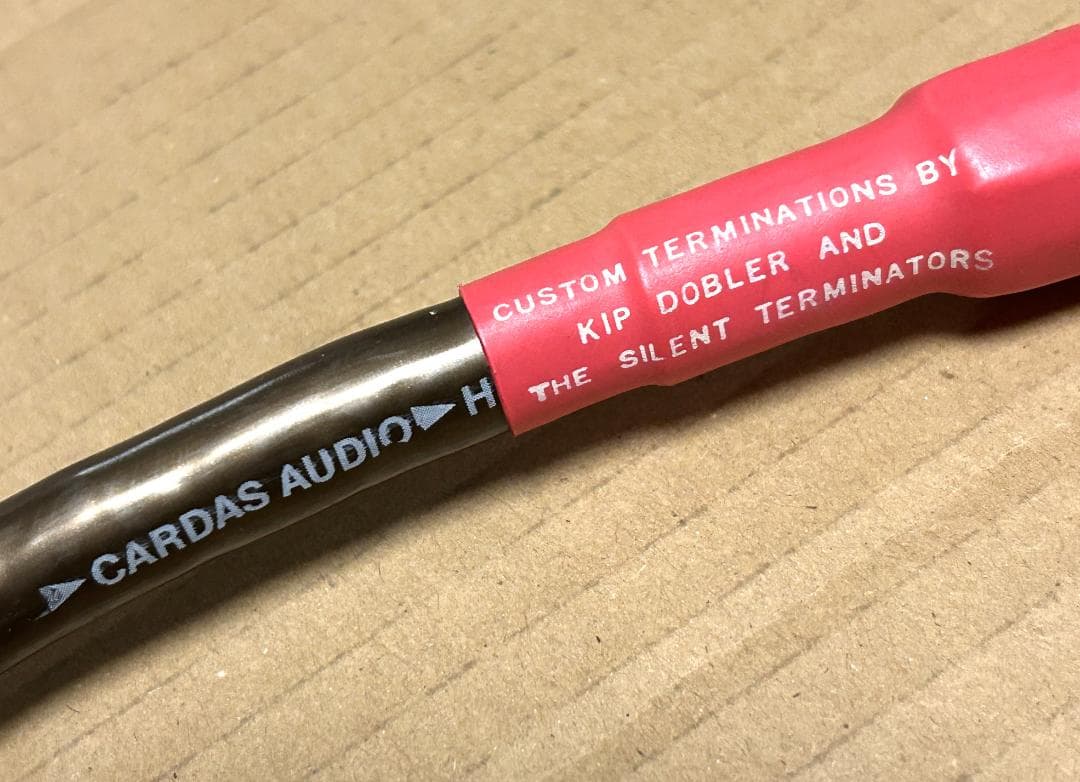 CUSTOM TERMINATIONS BY
KIP DOBLER AND
THE SILENT TERMINATORS
CARDAS AUDIO